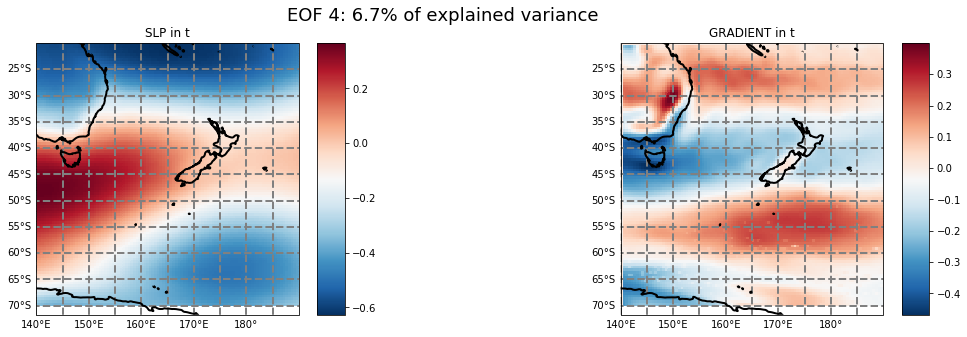 EOF 4: 6.7% of explained variance
SLP in t
25°S
30°S
35°S
40°S
45°S
50°S
55°S
60°S
65°S
70°S
140°E 150°E 160°E 170°E 180°
0.2
0.0
−0.2
−0.4
−0.6
GRADIENT in t
25°S
30°S
35°S
40°S
45°S
50°S
55°S
60°S
65°S
70°S
140°E 150°E 160°E 170°E 180°
0.3
0.2
0.1
0.0
−0.1
−0.2
−0.3
−0.4